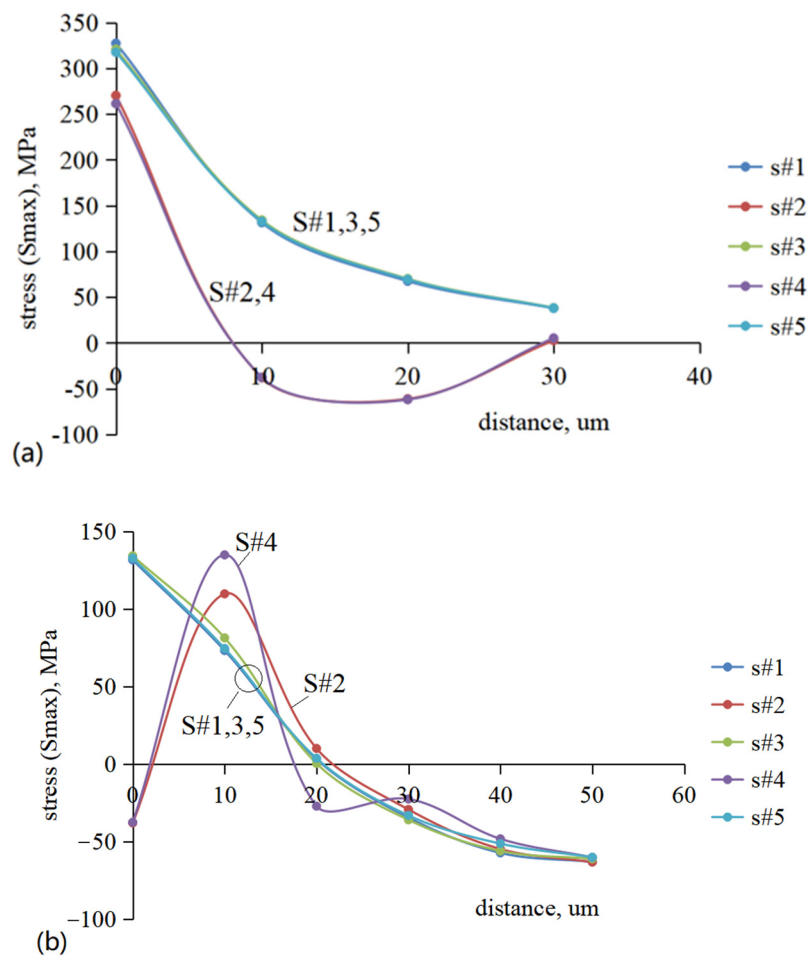 350
300
250
200
150
100
50
0
-50
-100
stress (Smax), MPa
0
10
20
30
40
distance, um
S#1,3,5
S#2,4
s#1
s#2
s#3
s#4
s#5
(a)
150
100
50
0
−50
−100
stress (Smax), MPa
0
10
20
30
40
50
60
distance, um
S#4
S#2
S#1,3,5
s#1
s#2
s#3
s#4
s#5
(b)